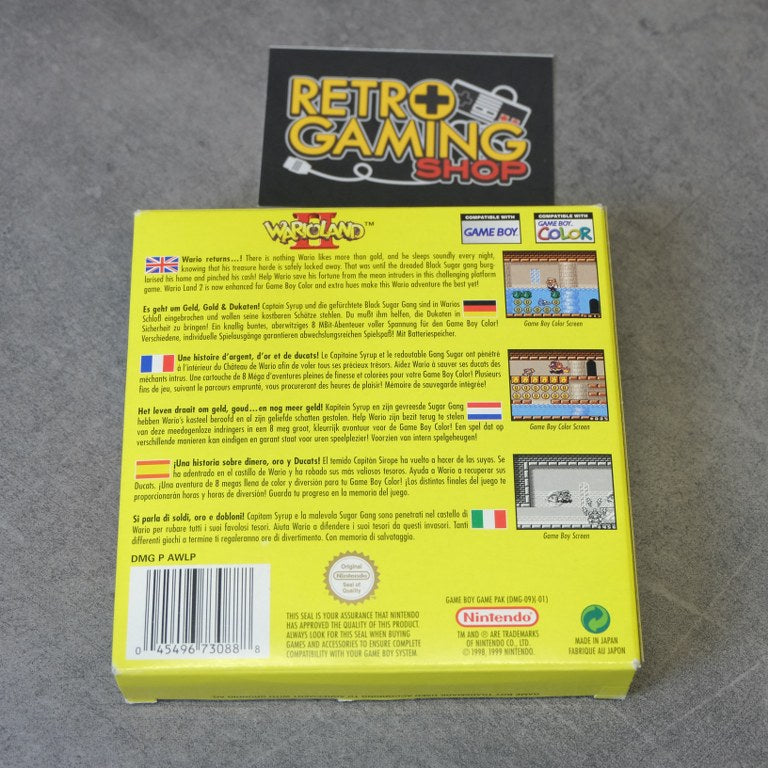 RETRO
GAMING
SHOP
WARIOLAND™
II
COMPATIBLE WITH
GAME BOY.
COMPATIBLE WITH
GAME BOY.
COLOR
Wario returns...! There is nothing Wario likes more than gold, and he sleeps soundly every night,
knowing that his treasure horde is safely locked away. That was until the dreaded Black Sugar gang burg-
larised his home and pinched his cash! Help Wario save his fortune from the mean intruders in this challenging platform
game. Wario Land 2 is now enhanced for Game Boy Color and extra hues make this Wario adventure the best yet!
Game Boy Color Screen
Es geht um Geld, Gold & Dukaten! Captain Syrup und die gefürchtete Black Sugar Gang sind in Warios
Schloß eingebrochen und wollen seine kostbaren Schätze stehlen. Du mußt ihm helfen, die Dukaten in
Sicherheit zu bringen! Ein knallig buntes, aberwitziges 8 MBit-Abenteuer voller Spannung für den Game Boy Color!
Verschiedene, individuelle Spielausgänge garantieren abwechslungsreichen Spielspaß! Mit Batteriespeicher.
Une histoire d'argent, d'or et de ducats! Le Capitaine Syrup et le redoutable Gang Sugar ont pénétré
à l'intérieur du Château de Wario afin de voler tous ses précieux trésors. Aidez Wario à sauver ses ducats des
méchants intrus. Une cartouche de 8 Méga d'aventures pleines de finesse et colorées pour votre Game Boy Color! Plusieurs
fins de jeu, suivant le parcours emprunté, vous procureront des heures de plaisir! Mémoire de sauvegarde intégrée!
Game Boy Color Screen
Het leven draait om geld, goud...en nog meer geld! Kapitein Syrup en zijn gevreesde Sugar Gang
hebben Wario's kasteel beroofd en al zijn geliefde schatten gestolen. Help Wario zijn bezit terug te stelen
van deze meedogenloze indringers in een 8 meg groot, kleurrijk avontuur voor de Game Boy Color! Een spel dat op
verschillende manieren kan eindigen en garant staat voor uren speelplezier! Voorzien van intern spelgeheugen!
¡Una historia sobre dinero, oro y Ducats! El temido Capitón Sirope ha vuelto a hacer de las suyas. Se
ha adentrado en el castillo de Wario y ha robado sus más valiosos tesoros. Ayuda a Wario a recuperar sus
Ducats. ¡Una aventura de 8 megas llena de color y diversión para tu Game Boy Color! ¡Los distintos finales del juego te
proporcionarán horas y horas de diversión! Guarda tu progreso en la memoria del juego.
Game Boy Screen
Si parla di soldi, oro e dobloni! Capitam Syrup e la malevola Sugar Gang sono penetrati nel castello di
Wario per rubare tutti i suoi favolosi tesori. Aiuta Wario a difendere i suoi tesori da questi invasori. Tanti
differenti giochi a termine ti regaleranno ore di divertimento. Con memoria di salvataggio.
DMG P AWLP
0 45496 73088 8
Original
Nintendo
Seal of
Quality
THIS SEAL IS YOUR ASSURANCE THAT NINTENDO
HAS APPROVED THE QUALITY OF THIS PRODUCT.
ALWAYS LOOK FOR THIS SEAL WHEN BUYING
GAMES AND ACCESSORIES TO ENSURE COMPLETE
COMPATIBILITY WITH YOUR GAME BOY SYSTEM.
GAME BOY GAME PAK (DMG-09)(-01)
Nintendo®
TM AND ® ARE TRADEMARKS
OF NINTENDO CO., LTD.
© 1998, 1999 NINTENDO.
MADE IN JAPAN
FABRIQUE AU JAPON